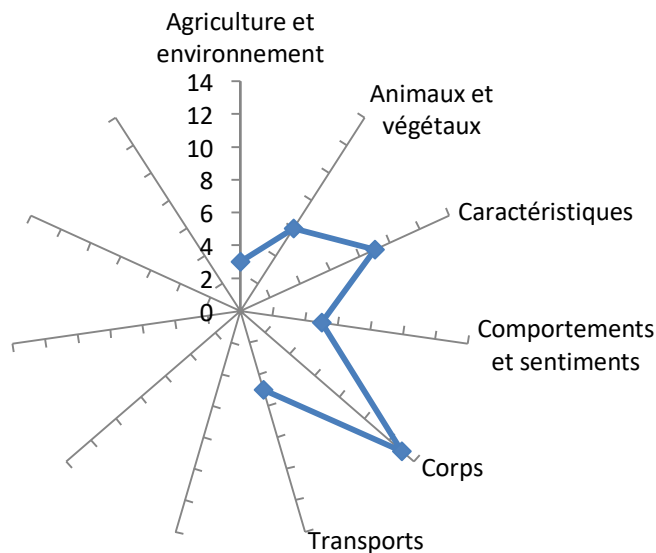 Agriculture et
environnement
14
12
10
8
6
4
2
0
Animaux et
végétaux
Caractéristiques
Comportements
et sentiments
Corps
Transports